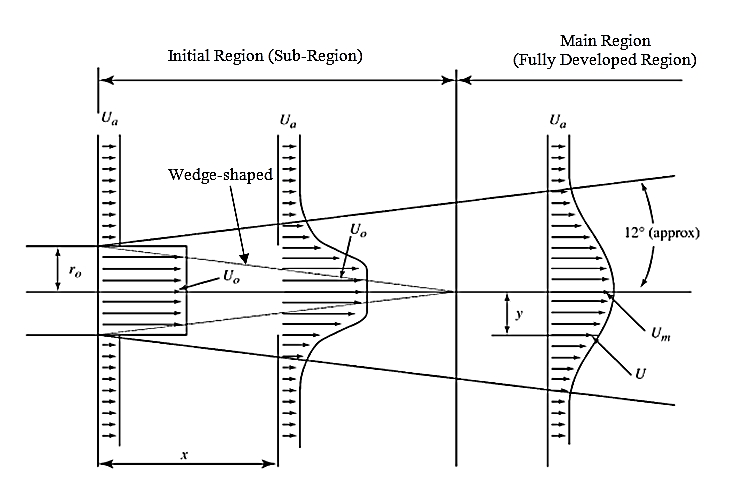 Initial Region (Sub-Region)
Main Region
(Fully Developed Region)
Ua
Ua
Ua
Wedge-shaped
Uo
12° (approx)
ro
Uo
y
Um
U
x